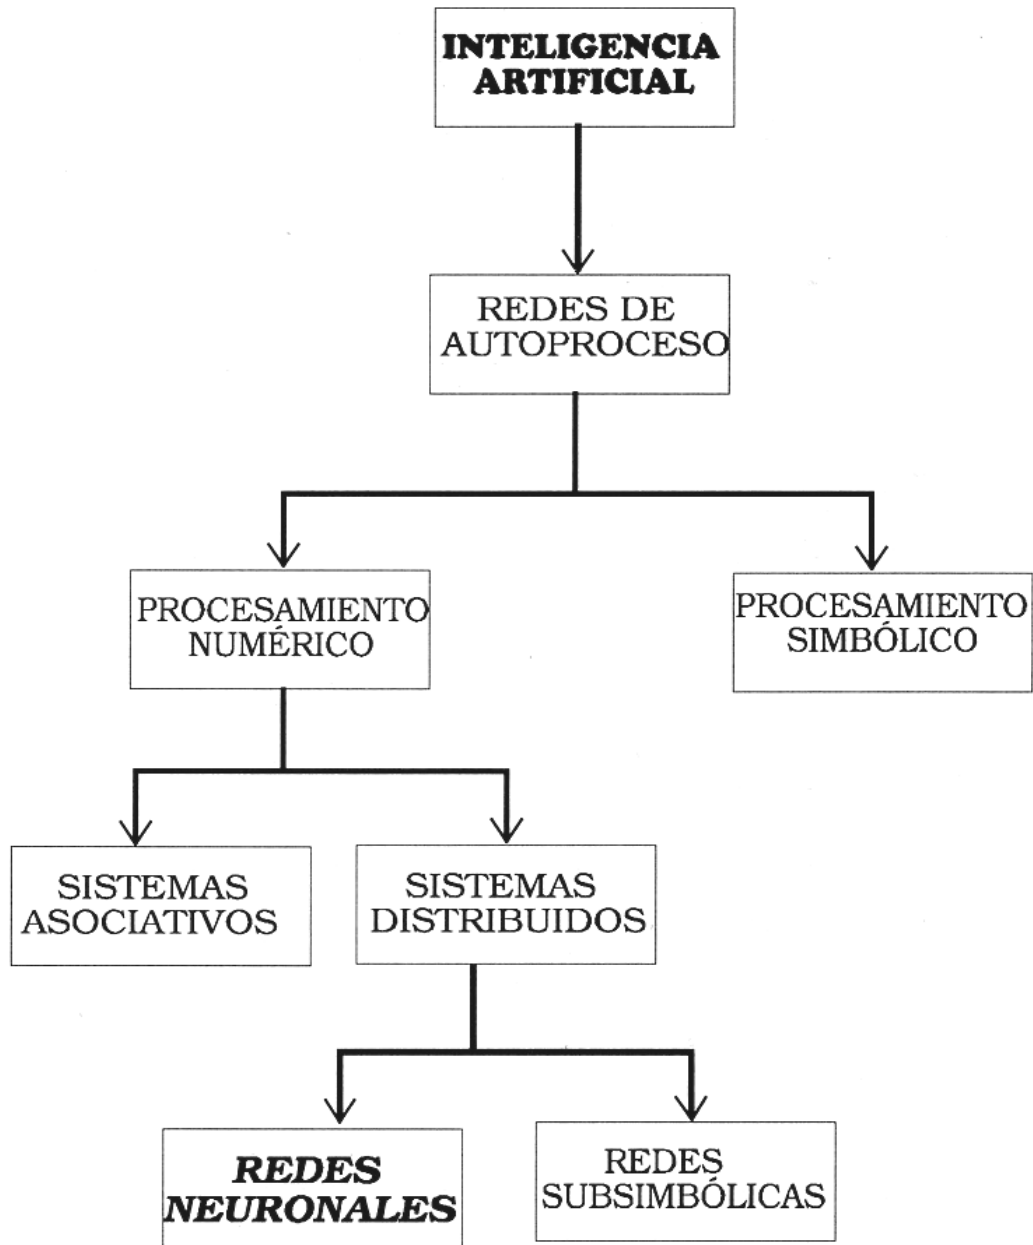 INTELIGENCIA
ARTIFICIAL
REDES DE
AUTOPROCESO
PROCESAMIENTO
NUMÉRICO
PROCESAMIENTO
SIMBÓLICO
SISTEMAS
ASOCIATIVOS
SISTEMAS
DISTRIBUIDOS
REDES
NEURONALES
REDES
SUBSIMBÓLICAS